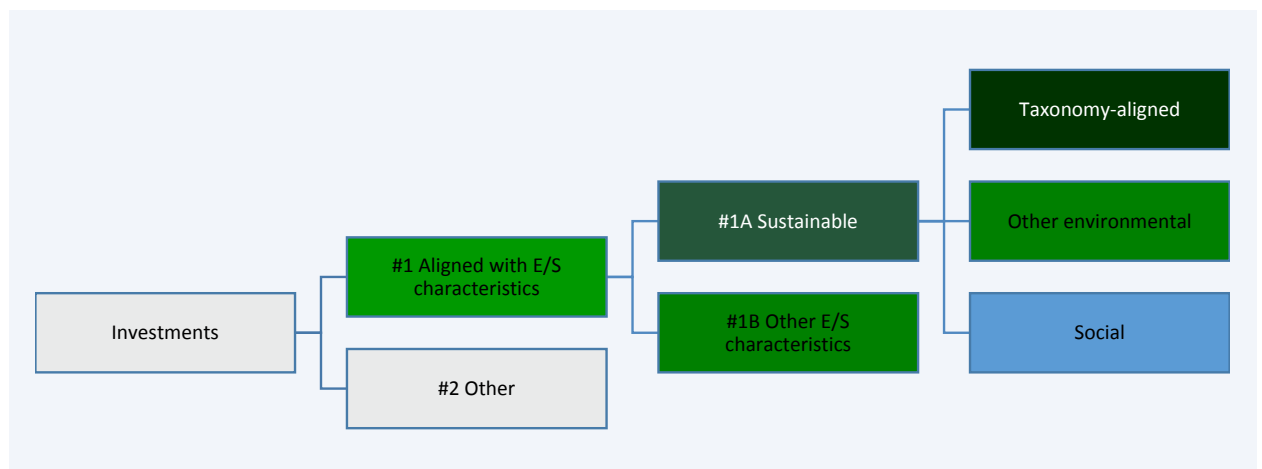 Investments
#1 Aligned with E/S
characteristics
#2 Other
#1A Sustainable
#1B Other E/S
characteristics
Taxonomy-aligned
Other environmental
Social